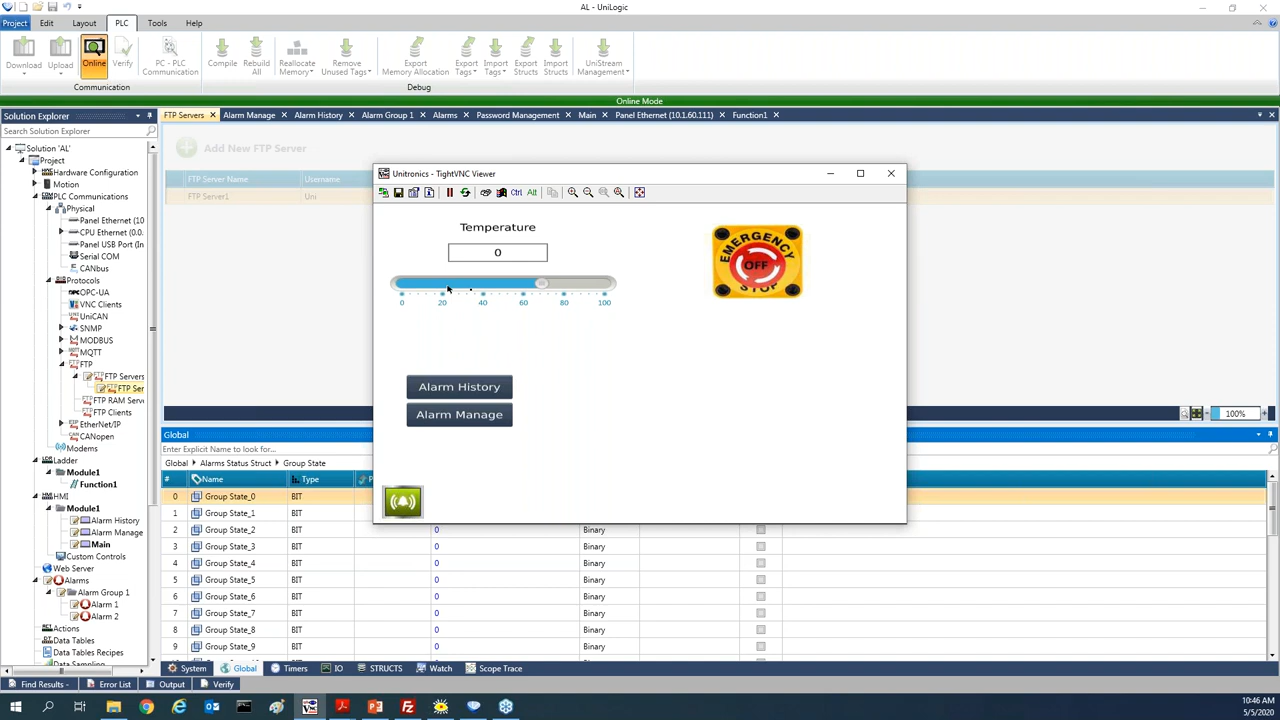 AL - UniLogic
Project Edit Layout PLC Tools Help
Download Upload Online Verify PC - PLC Communication Compile Rebuild All Reallocate Memory Remove Unused Tags Export Memory Allocation Export Tags Import Tags Export Structs Import Structs UniStream Management
Communication Debug
Online Mode
Solution Explorer
FTP Servers Alarm Manage Alarm History Alarm Group 1 Alarms Password Management Main Panel Ethernet (10.1.60.111) Function1
Search Solution Explorer
Solution 'AL'
Project
Hardware Configuration
Motion
PLC Communications
Physical
Panel Ethernet (10
CPU Ethernet (0.0.
Panel USB Port (In
Serial COM
CANbus
Protocols
OPC-UA
VNC Clients
UniCAN
SNMP
MODBUS
MQTT
FTP
FTP Servers
FTP Ser
FTP RAM Serv
FTP Clients
EtherNet/IP
CANopen
Modems
Ladder
Module1
Function1
HMI
Module1
Alarm History
Alarm Manage
Main
Custom Controls
Web Server
Alarms
Alarm Group 1
Alarm 1
Alarm 2
Actions
Data Tables
Data Tables Recipes
Data Sampling
Add New FTP Server
FTP Server Name Username
FTP Server1 Uni
Unitronics - TightVNC Viewer
Ctrl Alt
Temperature
0
0 20 40 60 80 100
EMERGENCY
OFF
STOP
Alarm History
Alarm Manage
100%
Global
Enter Explicit Name to look for...
Global Alarms Status Struct Group State
# Name Type P
0 Group State_0 BIT
1 Group State_1 BIT
2 Group State_2 BIT 0 Binary
3 Group State_3 BIT 0 Binary
4 Group State_4 BIT 0 Binary
5 Group State_5 BIT 0 Binary
6 Group State_6 BIT 0 Binary
7 Group State_7 BIT 0 Binary
8 Group State_8 BIT 0 Binary
9 Group State_9 BIT 0 Binary
System Global Timers IO STRUCTS Watch Scope Trace
Find Results Error List Output Verify
10:46 AM
5/5/2020